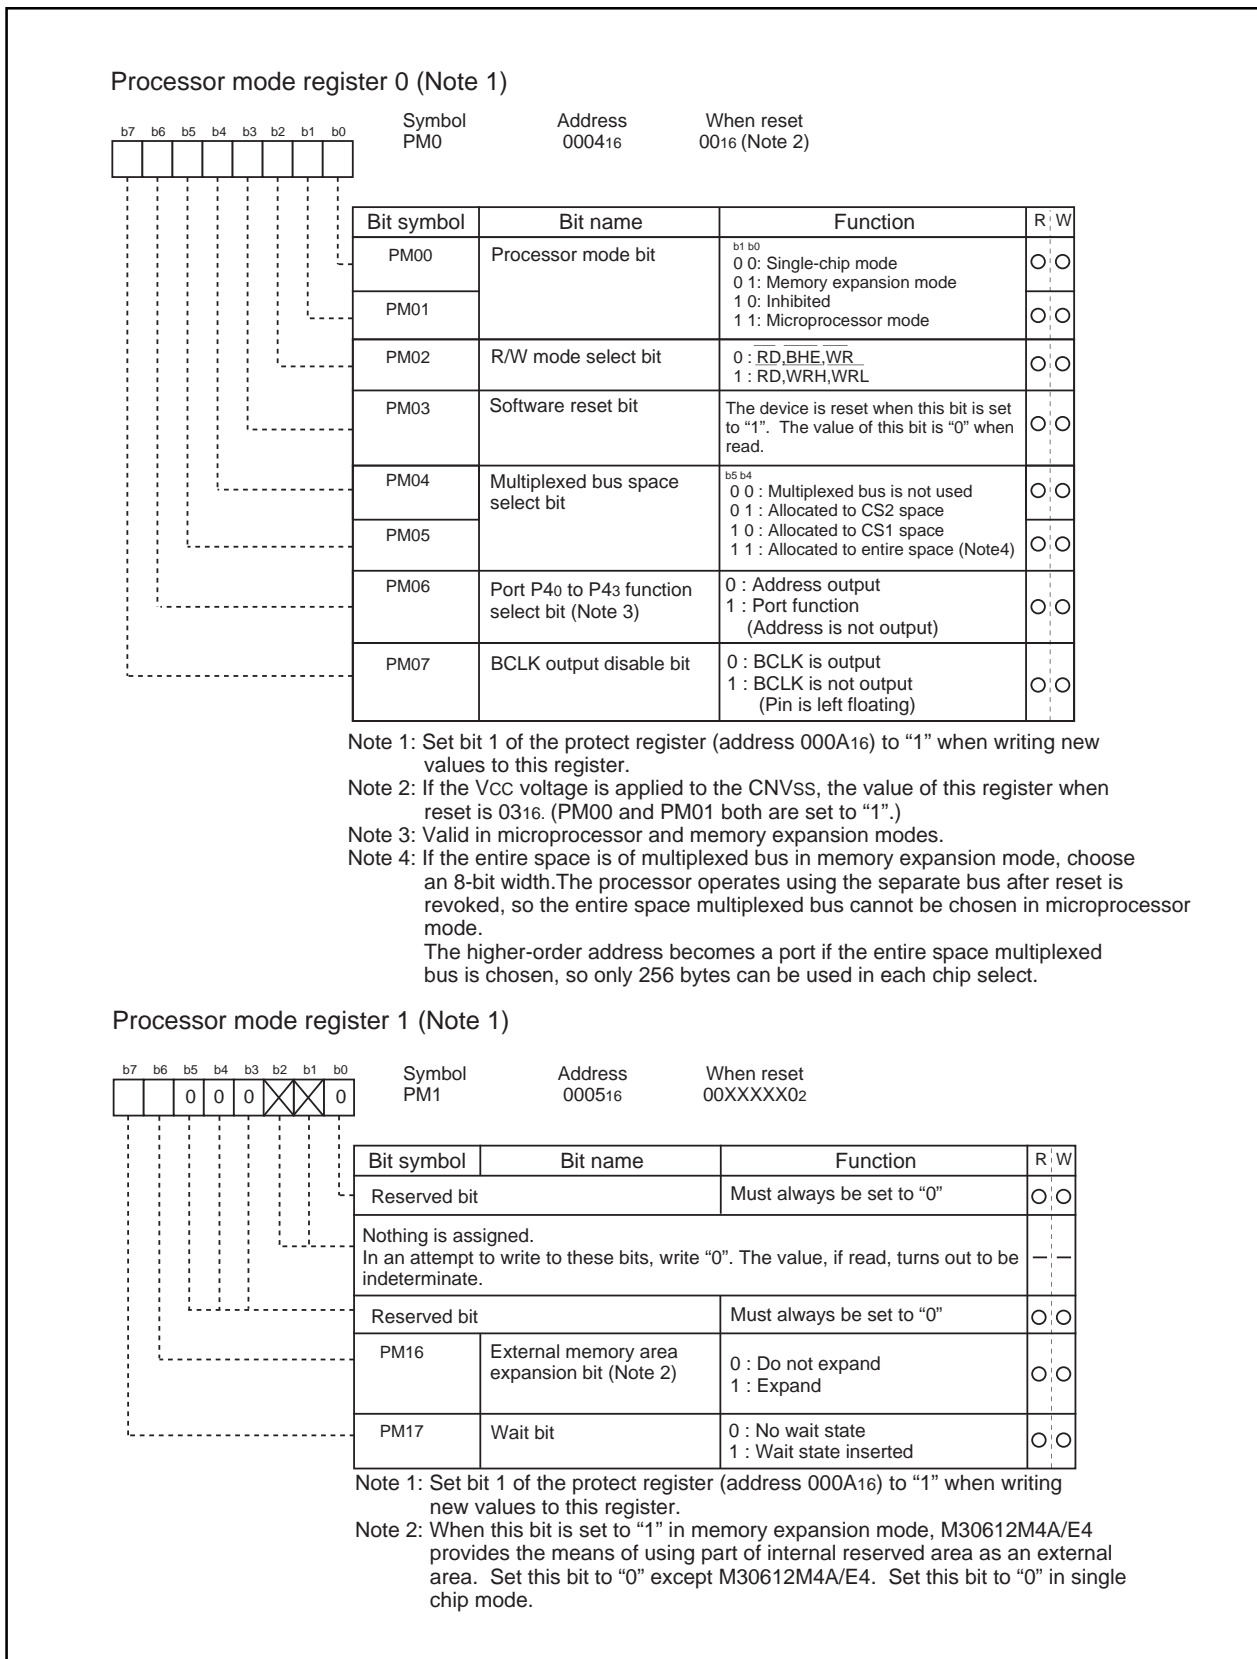 Processor mode register 0 (Note 1)
Symbol Address When reset
b7 b6 b5 b4 b3 b2 b1 b0
PM0 000416 0016 (Note 2)
Bit symbol Bit name Function R W
PM00 Processor mode bit
b1 b0
0 0: Single-chip mode
0 1: Memory expansion mode
1 0: Inhibited
PM01
1 1: Microprocessor mode
PM02 R/W mode select bit 0 : RD,BHE,WR
1 : RD,WRH,WRL
PM03 Software reset bit The device is reset when this bit is set
to “1”. The value of this bit is “0” when
read.
PM04 Multiplexed bus space
select bit
b5 b4
0 0 : Multiplexed bus is not used
0 1 : Allocated to CS2 space
1 0 : Allocated to CS1 space
PM05
1 1 : Allocated to entire space (Note4)
PM06 Port P40 to P43 function
select bit (Note 3)
0 : Address output
1 : Port function
(Address is not output)
PM07 BCLK output disable bit 0 : BCLK is output
1 : BCLK is not output
(Pin is left floating)
Note 1: Set bit 1 of the protect register (address 000A16) to “1” when writing new
values to this register.
Note 2: If the VCC voltage is applied to the CNVSS, the value of this register when
reset is 0316. (PM00 and PM01 both are set to “1”.)
Note 3: Valid in microprocessor and memory expansion modes.
Note 4: If the entire space is of multiplexed bus in memory expansion mode, choose
an 8-bit width.The processor operates using the separate bus after reset is
revoked, so the entire space multiplexed bus cannot be chosen in microprocessor
mode.
The higher-order address becomes a port if the entire space multiplexed
bus is chosen, so only 256 bytes can be used in each chip select.
Processor mode register 1 (Note 1)
b7 b6 b5 b4 b3 b2 b1 b0
0 0 0 0
Symbol Address When reset
PM1 000516 00XXXXX02
Bit symbol Bit name Function R W
Reserved bit Must always be set to “0”
Nothing is assigned.
In an attempt to write to these bits, write “0”. The value, if read, turns out to be
indeterminate.
Reserved bit Must always be set to “0”
PM16 External memory area
expansion bit (Note 2)
0 : Do not expand
1 : Expand
PM17 Wait bit 0 : No wait state
1 : Wait state inserted
Note 1: Set bit 1 of the protect register (address 000A16) to “1” when writing
new values to this register.
Note 2: When this bit is set to “1” in memory expansion mode, M30612M4A/E4
provides the means of using part of internal reserved area as an external
area. Set this bit to “0” except M30612M4A/E4. Set this bit to “0” in single
chip mode.